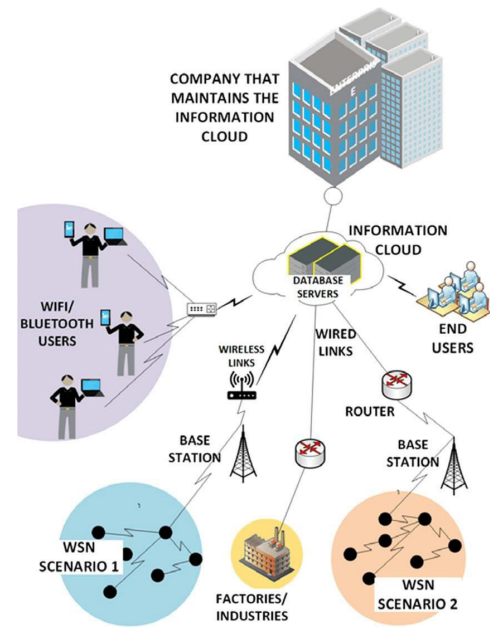 COMPANY THAT
MAINTAINS THE
INFORMATION
CLOUD
ENTERPRIS
E
INFORMATION
CLOUD
DATABASE
SERVERS
WIFI/
BLUETOOTH
USERS
END
USERS
WIRELESS
LINKS
WIRED
LINKS
ROUTER
BASE
STATION
BASE
STATION
WSN
SCENARIO 1
FACTORIES/
INDUSTRIES
WSN
SCENARIO 2